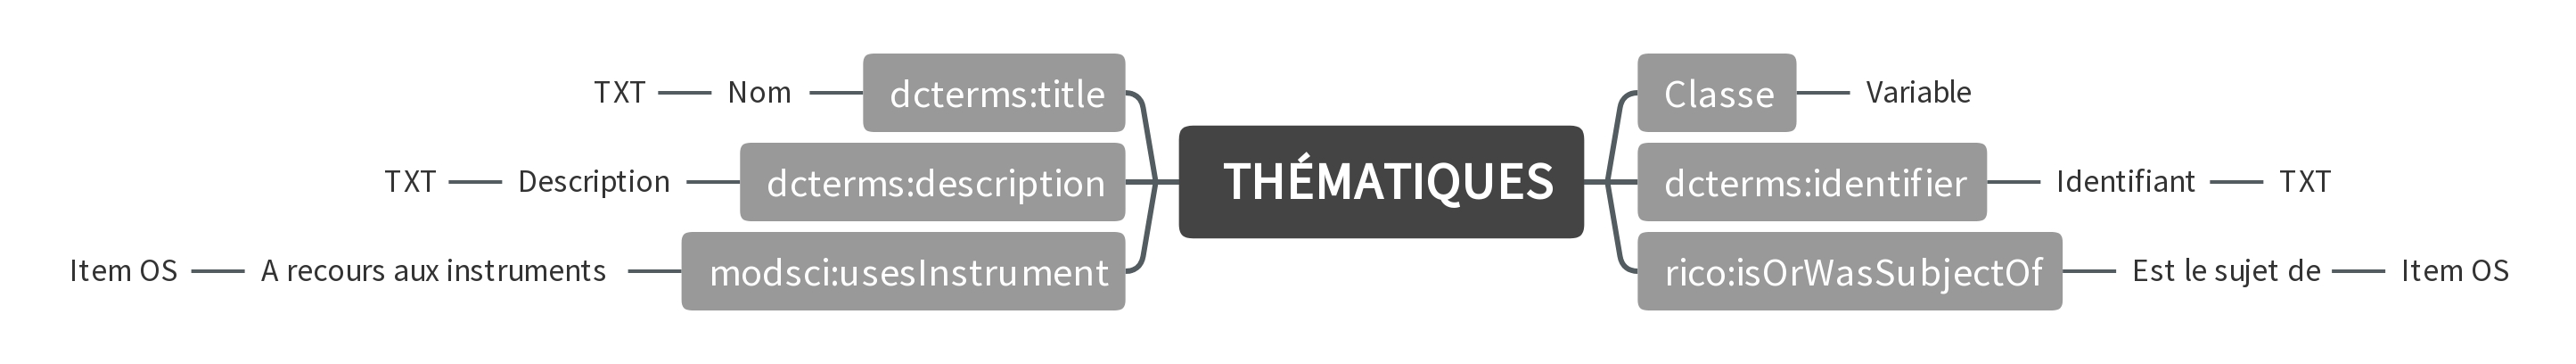 TXT Nom dcterms:title
TXT Description dcterms:description
Item OS A recours aux instruments modsci:usesInstrument
THÉMATIQUES
Classe Variable
dcterms:identifier Identifiant TXT
rico:isOrWasSubjectOf Est le sujet de Item OS